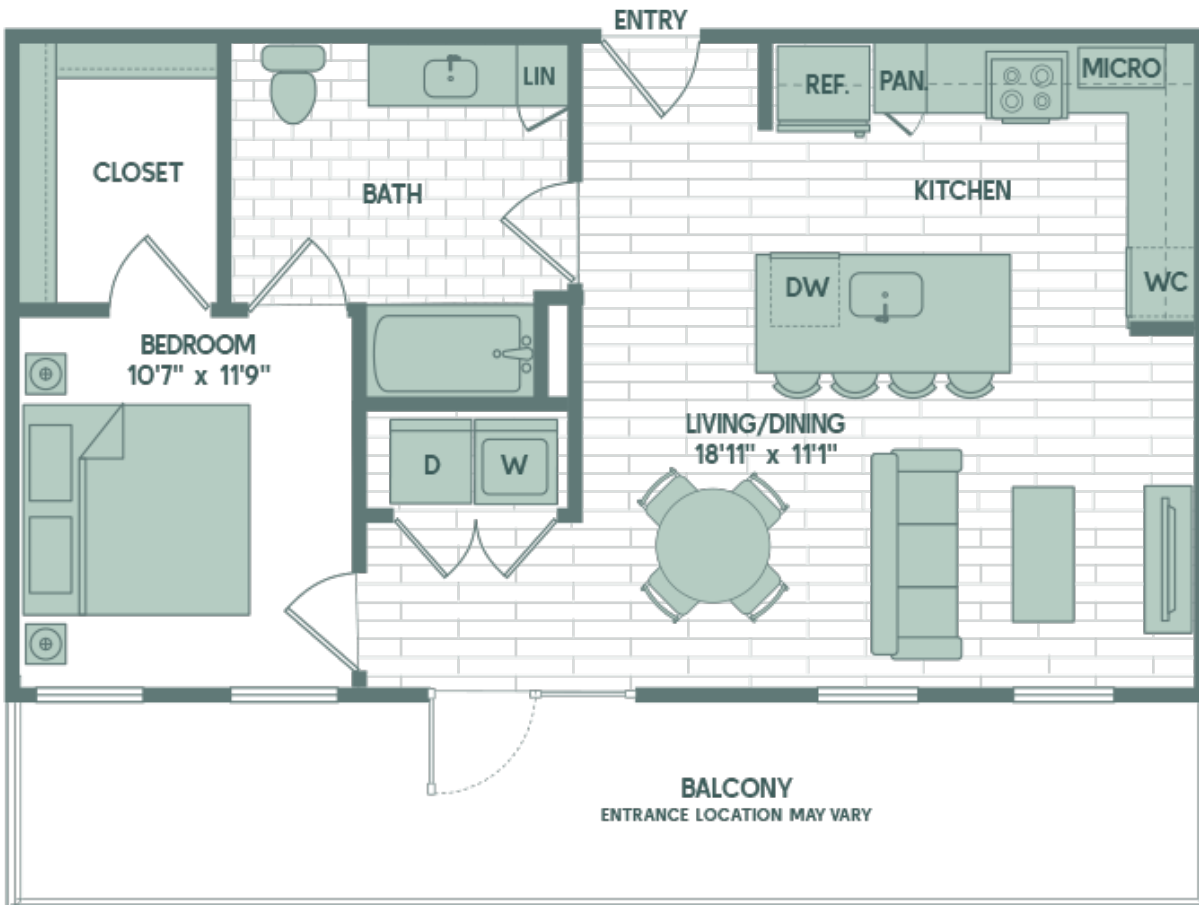 ENTRY
LIN
REF.
PAN.
MICRO
CLOSET
BATH
KITCHEN
DW
WC
BEDROOM
10'7" x 11'9"
LIVING/DINING
18'11" x 11'1"
D
W
BALCONY
ENTRANCE LOCATION MAY VARY